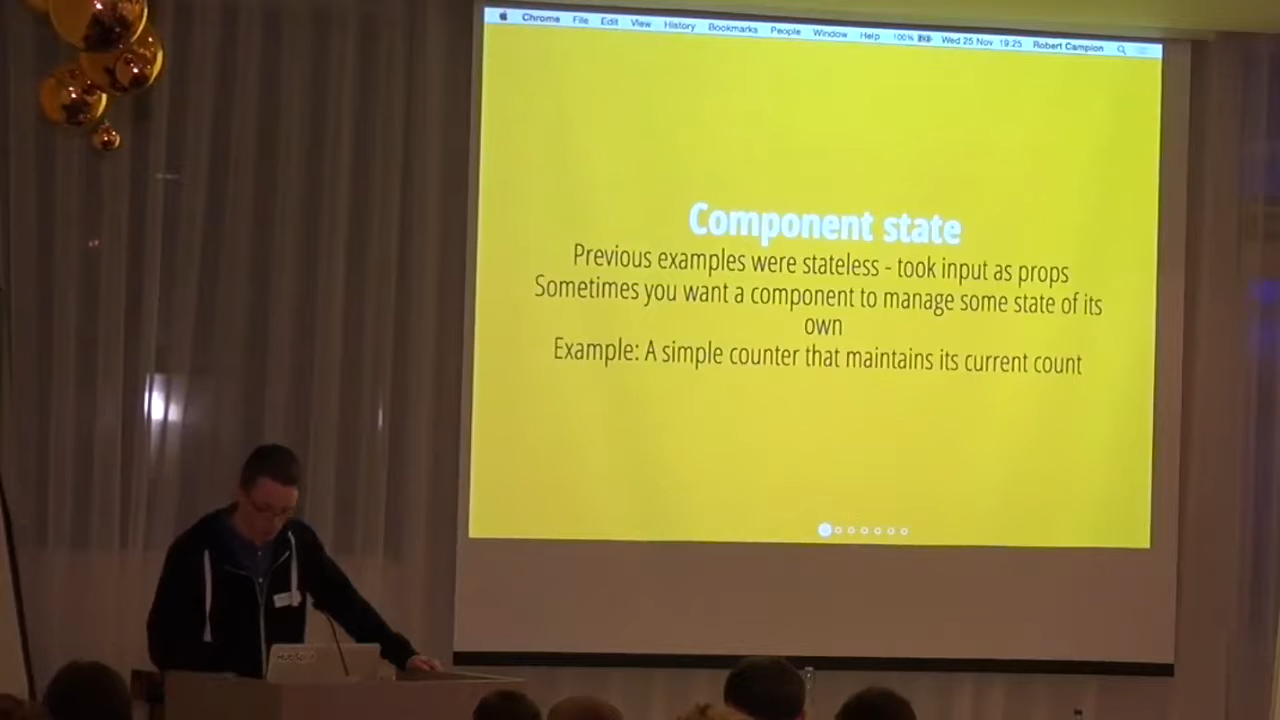 Chrome File Edit View History Bookmarks People Window Help 100% Wed 25 Nov 19:25 Robert Campion
Component state
Previous examples were stateless - took input as props
Sometimes you want a component to manage some state of its
own
Example: A simple counter that maintains its current count
HubSpot